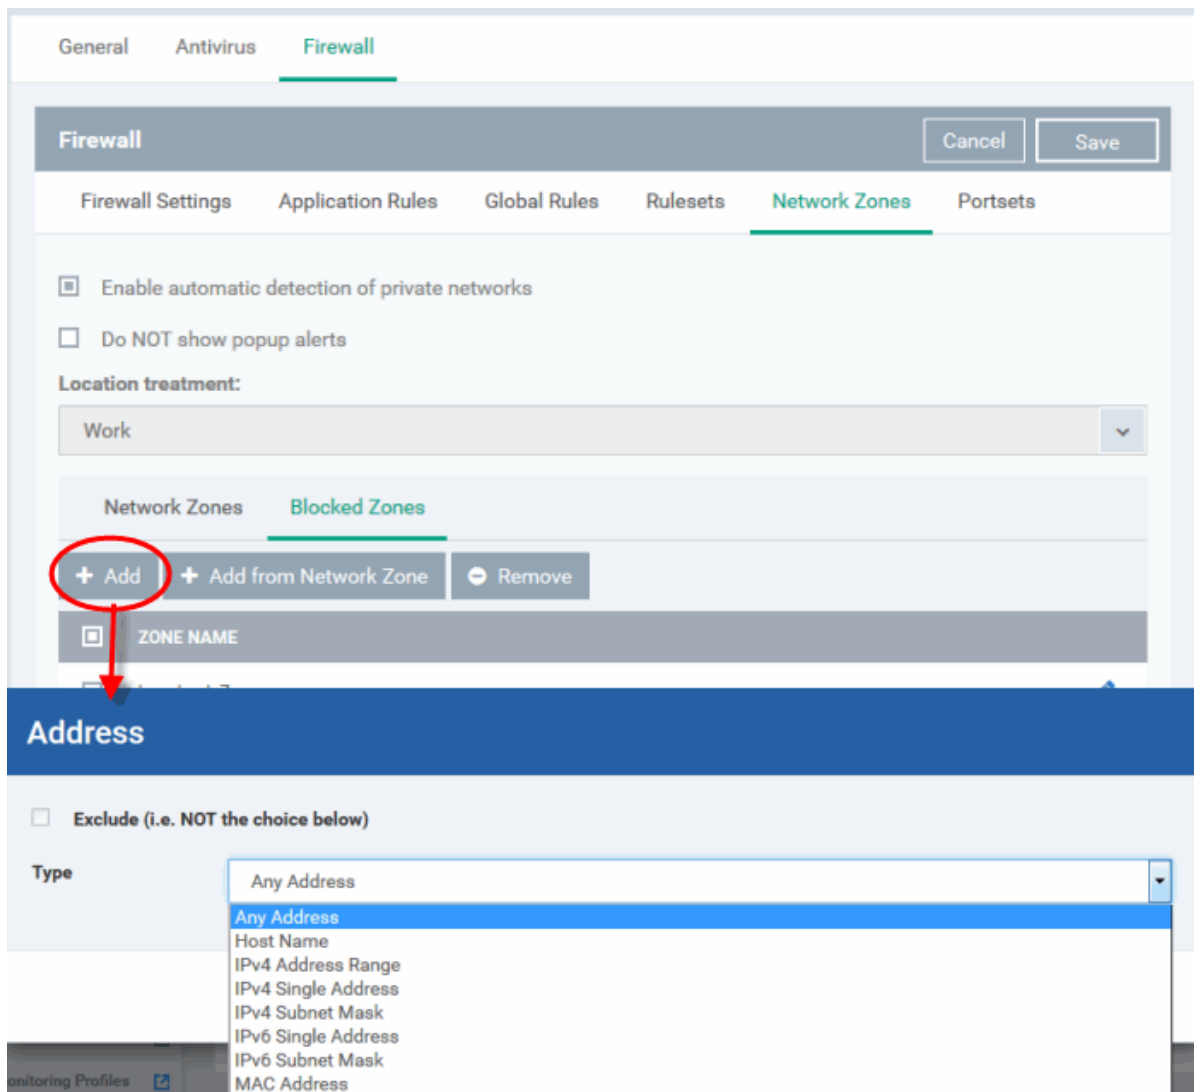 General Antivirus Firewall
Firewall Cancel Save
Firewall Settings Application Rules Global Rules Rulesets Network Zones Portsets
Enable automatic detection of private networks
Do NOT show popup alerts
Location treatment:
Work
Network Zones Blocked Zones
+ Add + Add from Network Zone Remove
ZONE NAME
Address
Exclude (i.e. NOT the choice below)
Type Any Address
Any Address
Host Name
IPv4 Address Range
IPv4 Single Address
IPv4 Subnet Mask
IPv6 Single Address
IPv6 Subnet Mask
onitoring Profiles
MAC Address